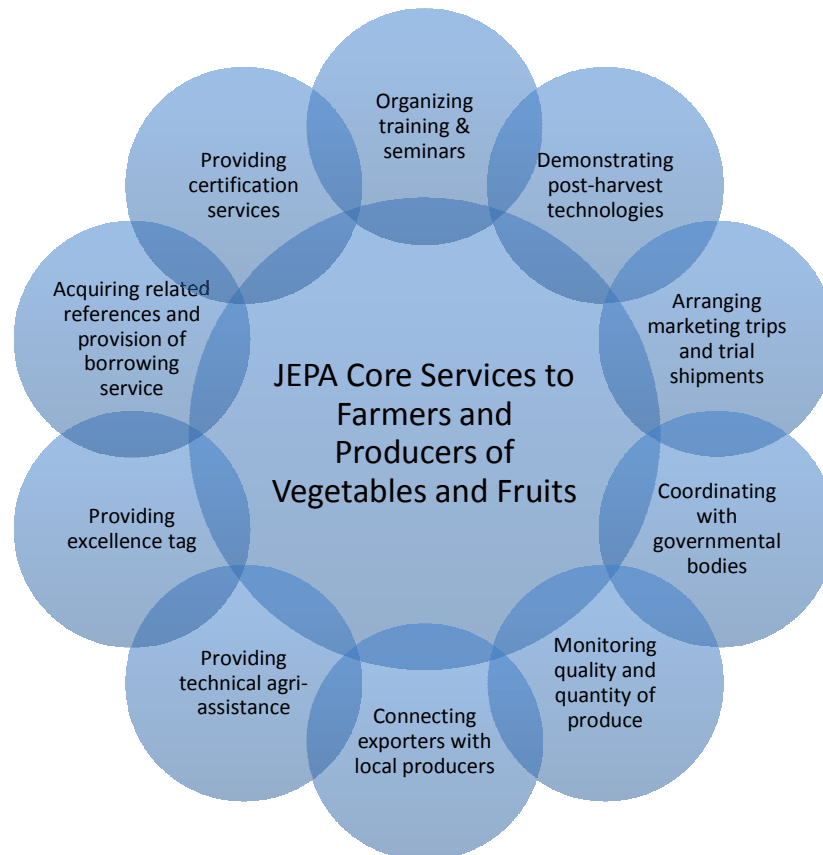 Organizing
training &
seminars
Demonstrating
post-harvest
technologies
Arranging
marketing trips
and trial
shipments
Coordinating
with
governmental
bodies
Monitoring
quality and
quantity of
produce
Connecting
exporters with
local producers
Providing
technical agri-
assistance
Providing
excellence tag
Acquiring related
references and
provision of
borrowing
service
Providing
certification
services
JEPA Core Services to
Farmers and
Producers of
Vegetables and Fruits